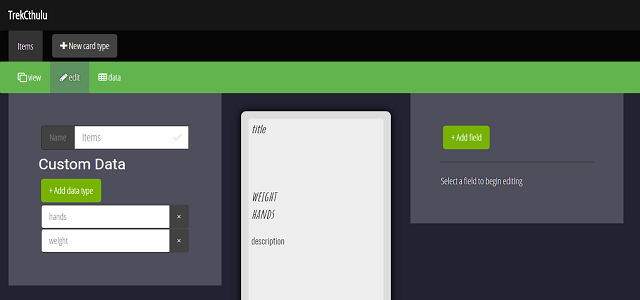 TrekCthulu
Items
+ New card type
view
edit
data
Name
Items
Custom Data
+ Add data type
hands
×
weight
×
title
WEIGHT
HANDS
description
+ Add field
Select a field to begin editing